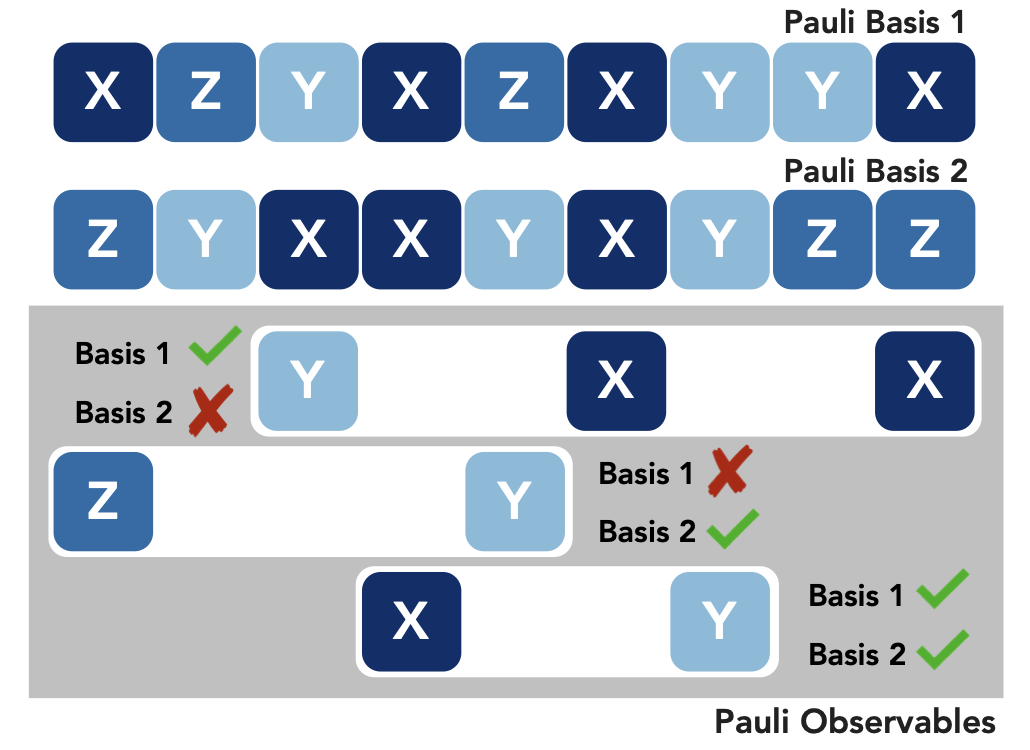 Pauli Basis 1
X Z Y X Z X Y Y X
Pauli Basis 2
Z Y X X Y X Y Z Z
Basis 1
Basis 2
Y X X
Z Y
Basis 1
Basis 2
X Y
Basis 1
Basis 2
Pauli Observables